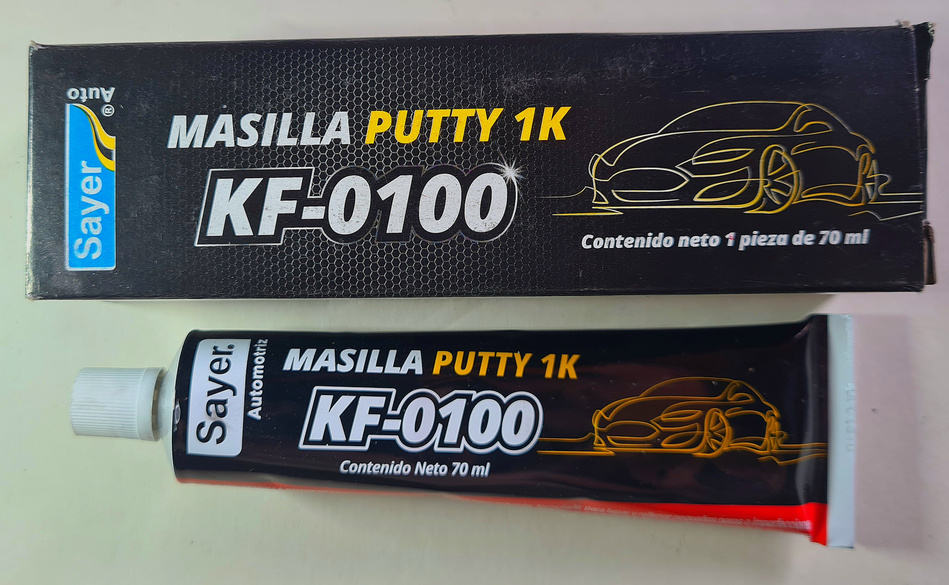 Sayer
Auto
®
MASILLA PUTTY 1K
KF-0100
Contenido neto 1 pieza de 70 ml
Sayer.
Automotriz
MASILLA PUTTY 1K
KF-0100
Contenido Neto 70 ml